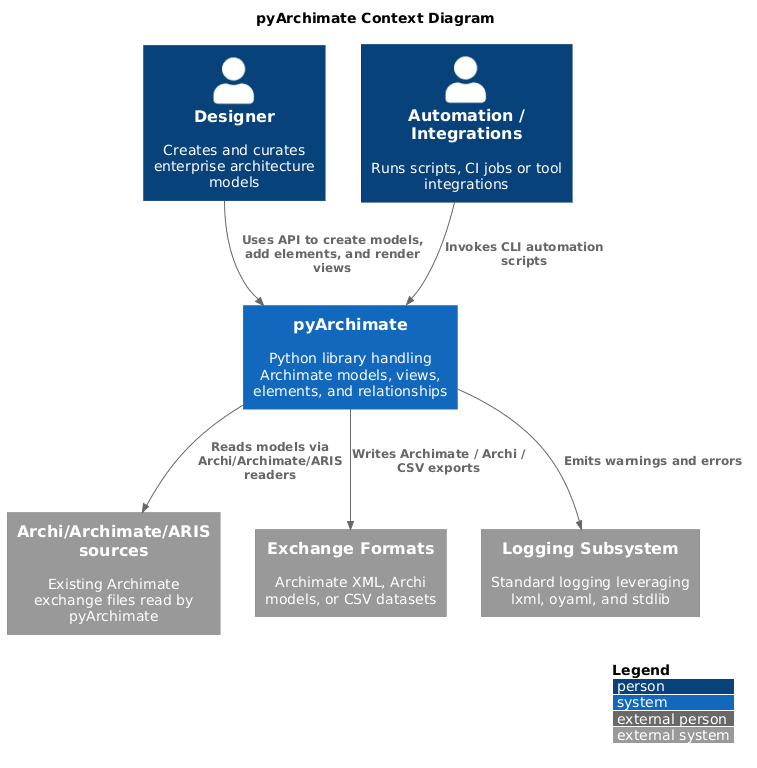 pyArchimate Context Diagram
Designer
Creates and curates
enterprise architecture
models
Automation /
Integrations
Runs scripts, CI jobs or tool
integrations
Uses API to create models,
add elements, and render
views
Invokes CLI automation
scripts
pyArchimate
Python library handling
Archimate models, views,
elements, and relationships
Reads models via
Archi/Archimate/ARIS
readers
Writes Archimate / Archi /
CSV exports
Emits warnings and errors
Archi/Archimate/ARIS
sources
Existing Archimate
exchange files read by
pyArchimate
Exchange Formats
Archimate XML, Archi
models, or CSV datasets
Logging Subsystem
Standard logging leveraging
lxml, oyaml, and stdlib
Legend
person
system
external person
external system